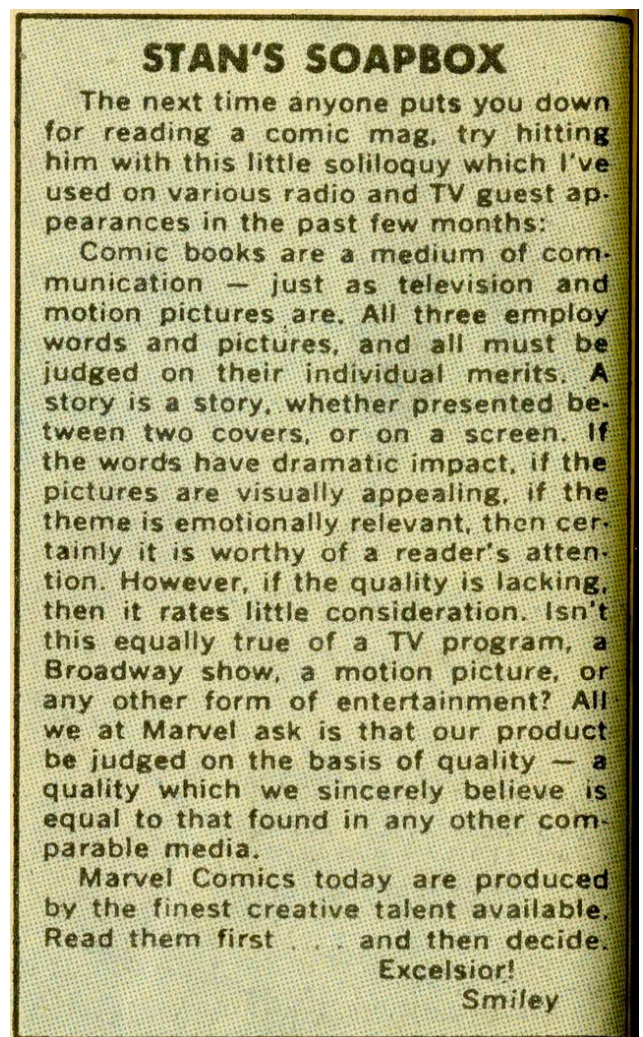 STAN'S SOAPBOX
The next time anyone puts you down
for reading a comic mag, try hitting
him with this little soliloquy which I've
used on various radio and TV guest ap-
pearances in the past few months:
Comic books are a medium of com-
munication — just as television and
motion pictures are. All three employ
words and pictures, and all must be
judged on their individual merits. A
story is a story, whether presented be-
tween two covers, or on a screen. If
the words have dramatic impact, if the
pictures are visually appealing, if the
theme is emotionally relevant, then cer-
tainly it is worthy of a reader's atten-
tion. However, if the quality is lacking,
then it rates little consideration. Isn't
this equally true of a TV program, a
Broadway show, a motion picture, or
any other form of entertainment? All
we at Marvel ask is that our product
be judged on the basis of quality — a
quality which we sincerely believe is
equal to that found in any other com-
parable media.
Marvel Comics today are produced
by the finest creative talent available.
Read them first . . . and then decide.
Excelsior!
Smiley